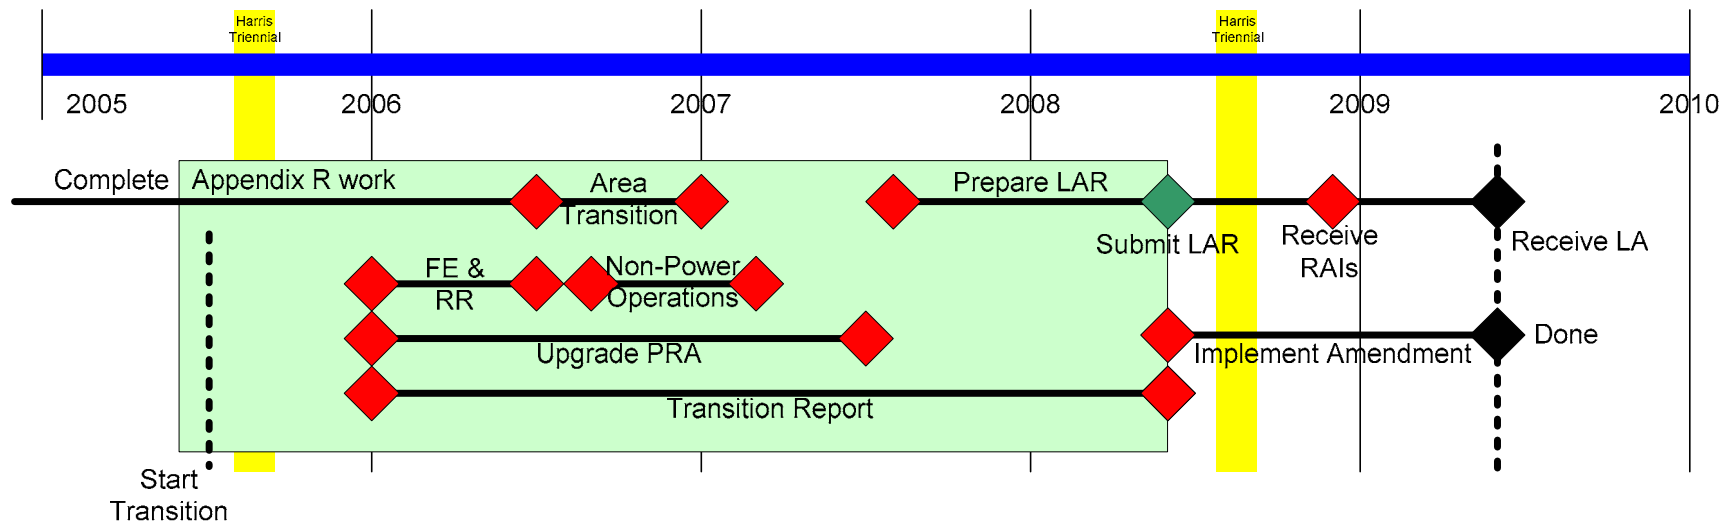 Harris
Triennial
Harris
Triennial
2005
2006
2007
2008
2009
2010
Complete Appendix R work
Area
Transition
Prepare LAR
Submit LAR
Receive
RAIs
Receive LA
FE &
RR
Non-Power
Operations
Upgrade PRA
Implement Amendment
Done
Transition Report
Start
Transition